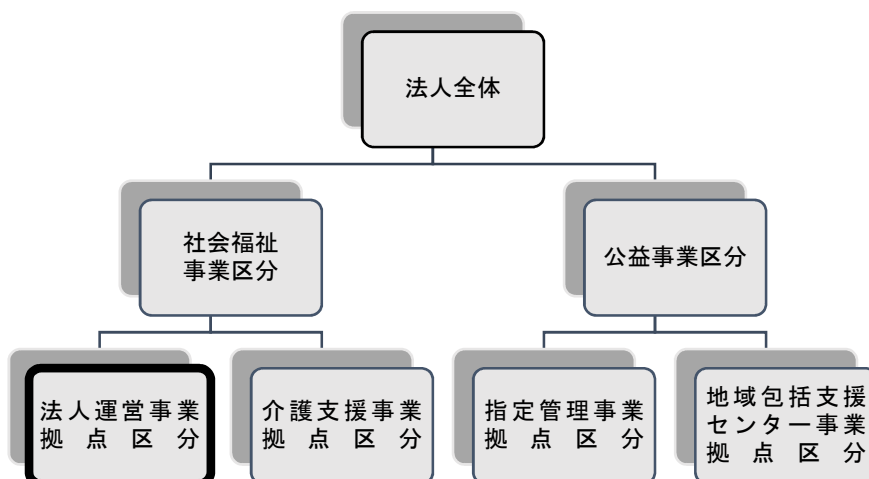 法人全体
社会福祉
事業区分
公益事業区分
法人運営事業
拠点区分
介護支援事業
拠点区分
指定管理事業
拠点区分
地域包括支援
センター事業
拠点区分